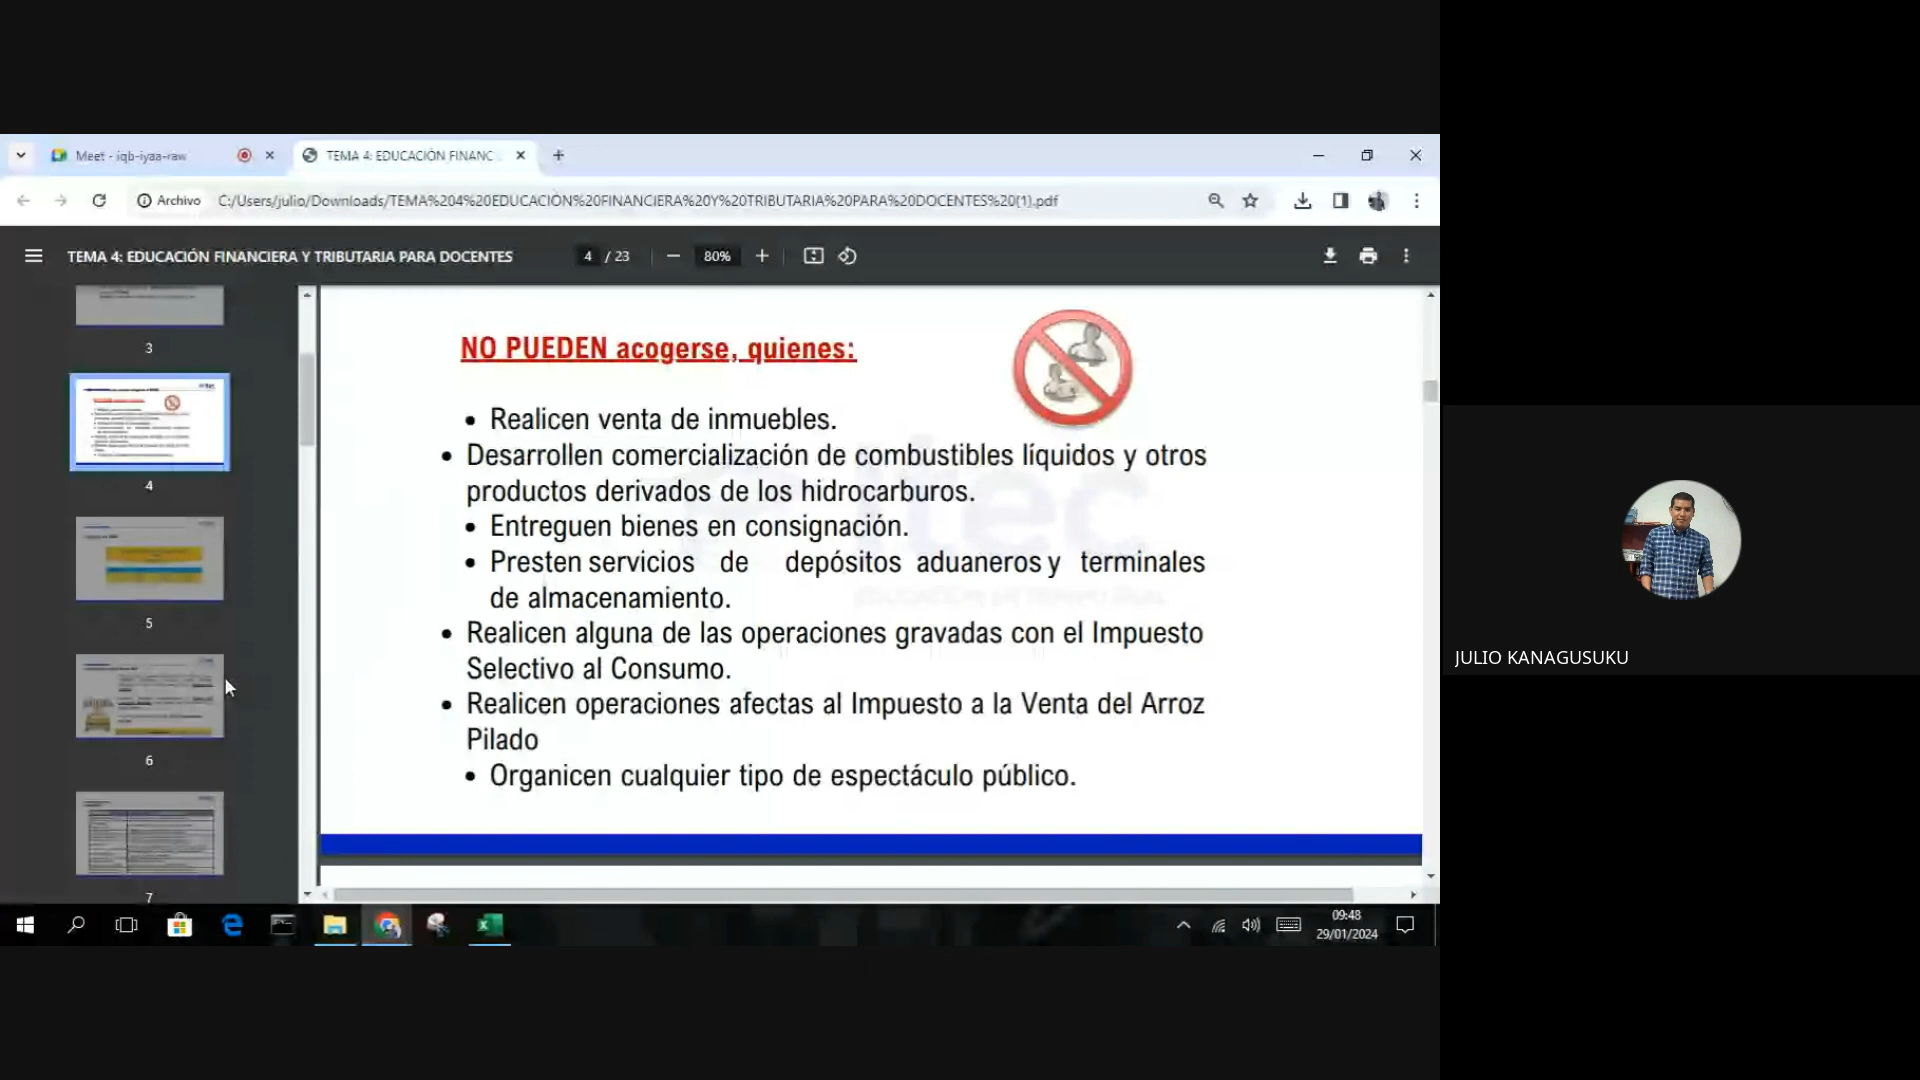 Meet - iqb-iyaa-raw
TEMA 4: EDUCACIÓN FINANC
Archivo
C:/Users/julio/Downloads/TEMA%204%20EDUCACIÓN%20FINANCIERA%20Y%20TRIBUTARIA%20PARA%20DOCENTES%20(1).pdf
TEMA 4: EDUCACIÓN FINANCIERA Y TRIBUTARIA PARA DOCENTES
4 / 23
80%
3
4
5
6
7
NO PUEDEN acogerse, quienes:
• Realicen venta de inmuebles.
• Desarrollen comercialización de combustibles líquidos y otros
productos derivados de los hidrocarburos.
• Entreguen bienes en consignación.
• Presten servicios de depósitos aduaneros y terminales
de almacenamiento.
• Realicen alguna de las operaciones gravadas con el Impuesto
Selectivo al Consumo.
• Realicen operaciones afectas al Impuesto a la Venta del Arroz
Pilado
• Organicen cualquier tipo de espectáculo público.
itec
JULIO KANAGUSUKU
09:48
29/01/2024